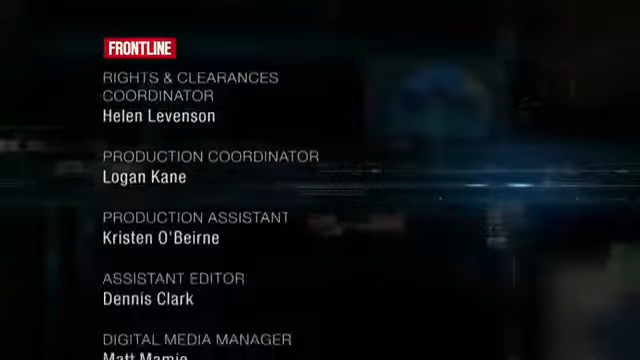 FRONTLINE
RIGHTS & CLEARANCES
COORDINATOR
Helen Levenson
PRODUCTION COORDINATOR
Logan Kane
PRODUCTION ASSISTANT
Kristen O'Beirne
ASSISTANT EDITOR
Dennis Clark
DIGITAL MEDIA MANAGER
Matt